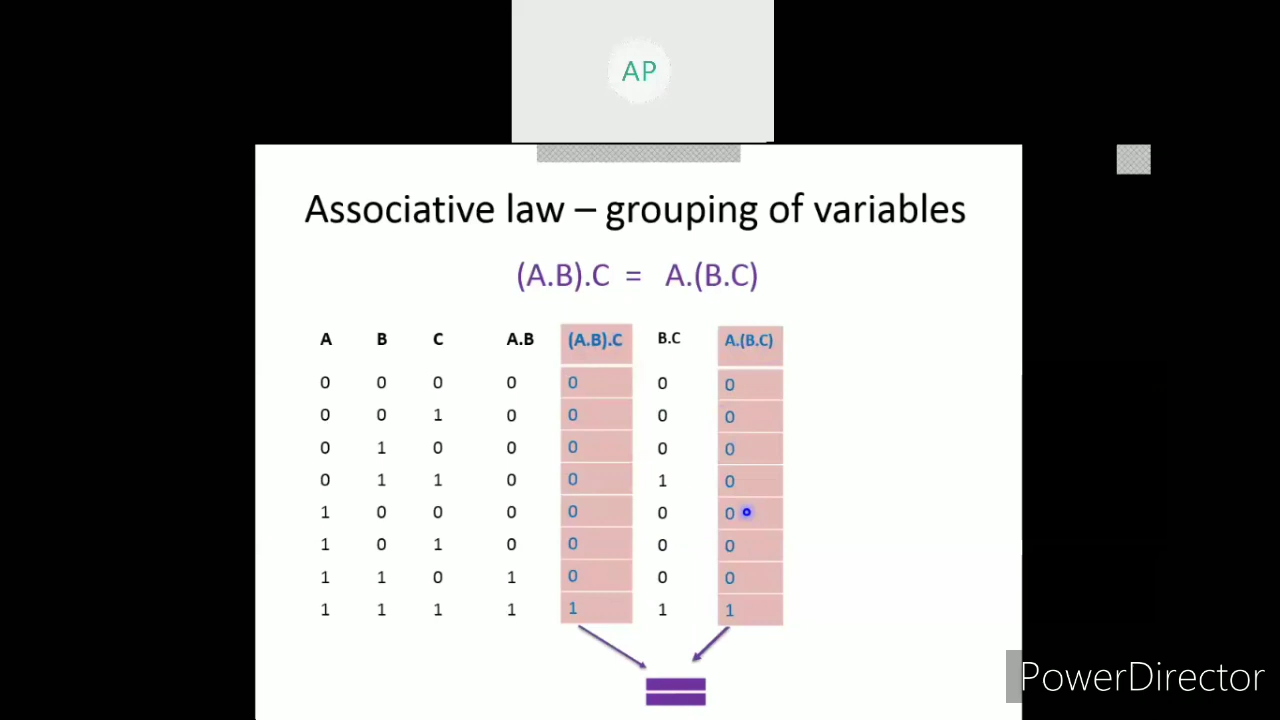 AP
Associative law – grouping of variables
(A.B).C = A.(B.C)
A B C A.B (A.B).C B.C A.(B.C)
0 0 0 0 0 0 0
0 0 1 0 0 0 0
0 1 0 0 0 0 0
0 1 1 0 0 1 0
1 0 0 0 0 0 0
1 0 1 0 0 0 0
1 1 0 1 0 0 0
1 1 1 1 1 1 1
PowerDirector